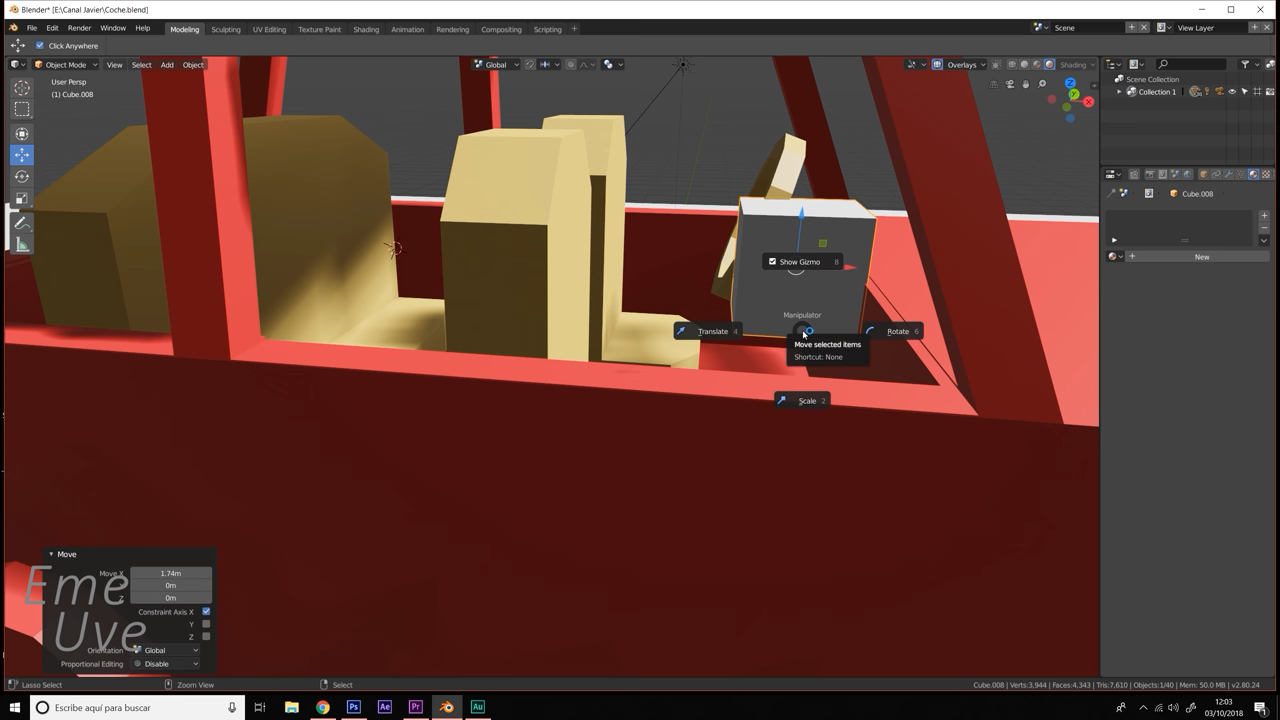 Blender* [E:\Canal Javier\Coche.blend]
File Edit Render Window Help
Modeling Sculpting UV Editing Texture Paint Shading Animation Rendering Compositing Scripting +
Scene
View Layer
Click Anywhere
Object Mode View Select Add Object
Global
Overlays
Shading
User Persp
(1) Cube.008
Z
Y
X
Scene Collection
Collection 1
Cube.008
New
Show Gizmo 8
Manipulator
Translate 4
Rotate 6
Move selected items
Shortcut: None
Scale 2
Move
Move X 1.74m
0m
Z 0m
Constraint Axis X
Y
Z
Orientation Global
Proportional Editing Disable
Eme
Uve
Lasso Select
Zoom View
Select
Cube.008 | Verts:3,944 | Faces:4,343 | Tris:7,610 | Objects:1/40 | Mem: 50.0 MB | v2.80.24
Escribe aquí para buscar
Ps
Ae
Pr
Au
12:03
03/10/2018
1